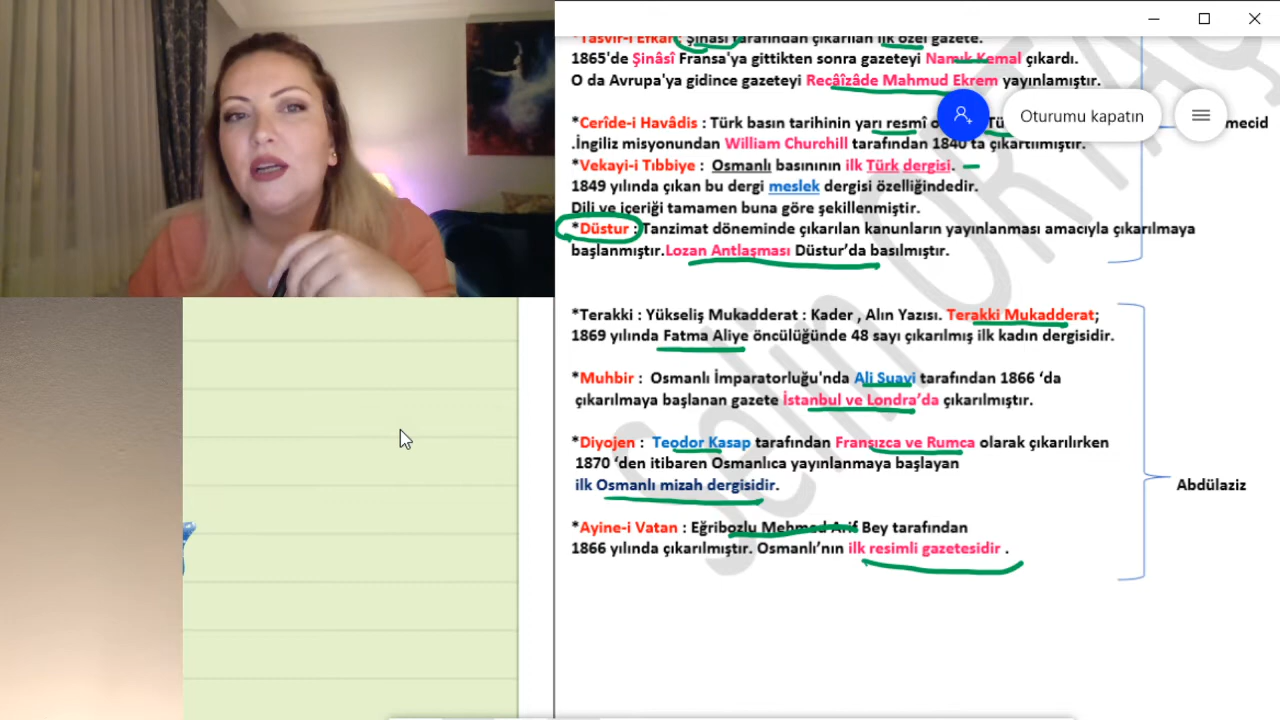 *Tasvîr-i Efkâr: Şinasi tarafından çıkarılan ilk özel gazete.
1865'de Şinâsî Fransa'ya gittikten sonra gazeteyi Namık Kemal çıkardı.
O da Avrupa'ya gidince gazeteyi Recâîzâde Mahmud Ekrem yayınlamıştır.
Oturumu kapatın
*Cerîde-i Havâdis : Türk basın tarihinin yarı resmî
mecid
.İngiliz misyonundan William Churchill tarafından 1840'ta çıkartılmıştır.
*Vekayi-i Tıbbiye : Osmanlı basınının ilk Türk dergisi.
1849 yılında çıkan bu dergi meslek dergisi özelliğindedir.
Dili ve içeriği tamamen buna göre şekillenmiştir.
*Düstur : Tanzimat döneminde çıkarılan kanunların yayınlanması amacıyla çıkarılmaya
başlanmıştır.Lozan Antlaşması Düstur’da basılmıştır.
*Terakki : Yükseliş Mukadderat : Kader , Alın Yazısı. Terakki Mukadderat;
1869 yılında Fatma Aliye öncülüğünde 48 sayı çıkarılmış ilk kadın dergisidir.
*Muhbir : Osmanlı İmparatorluğu'nda Ali Suavi tarafından 1866 ‘da
çıkarılmaya başlanan gazete İstanbul ve Londra’da çıkarılmıştır.
*Diyojen : Teodor Kasap tarafından Fransızca ve Rumca olarak çıkarılırken
1870 ‘den itibaren Osmanlıca yayınlanmaya başlayan
ilk Osmanlı mizah dergisidir.
Abdülaziz
*Ayine-i Vatan : Eğribozlu Mehmed Arif Bey tarafından
1866 yılında çıkarılmıştır. Osmanlı’nın ilk resimli gazetesidir .